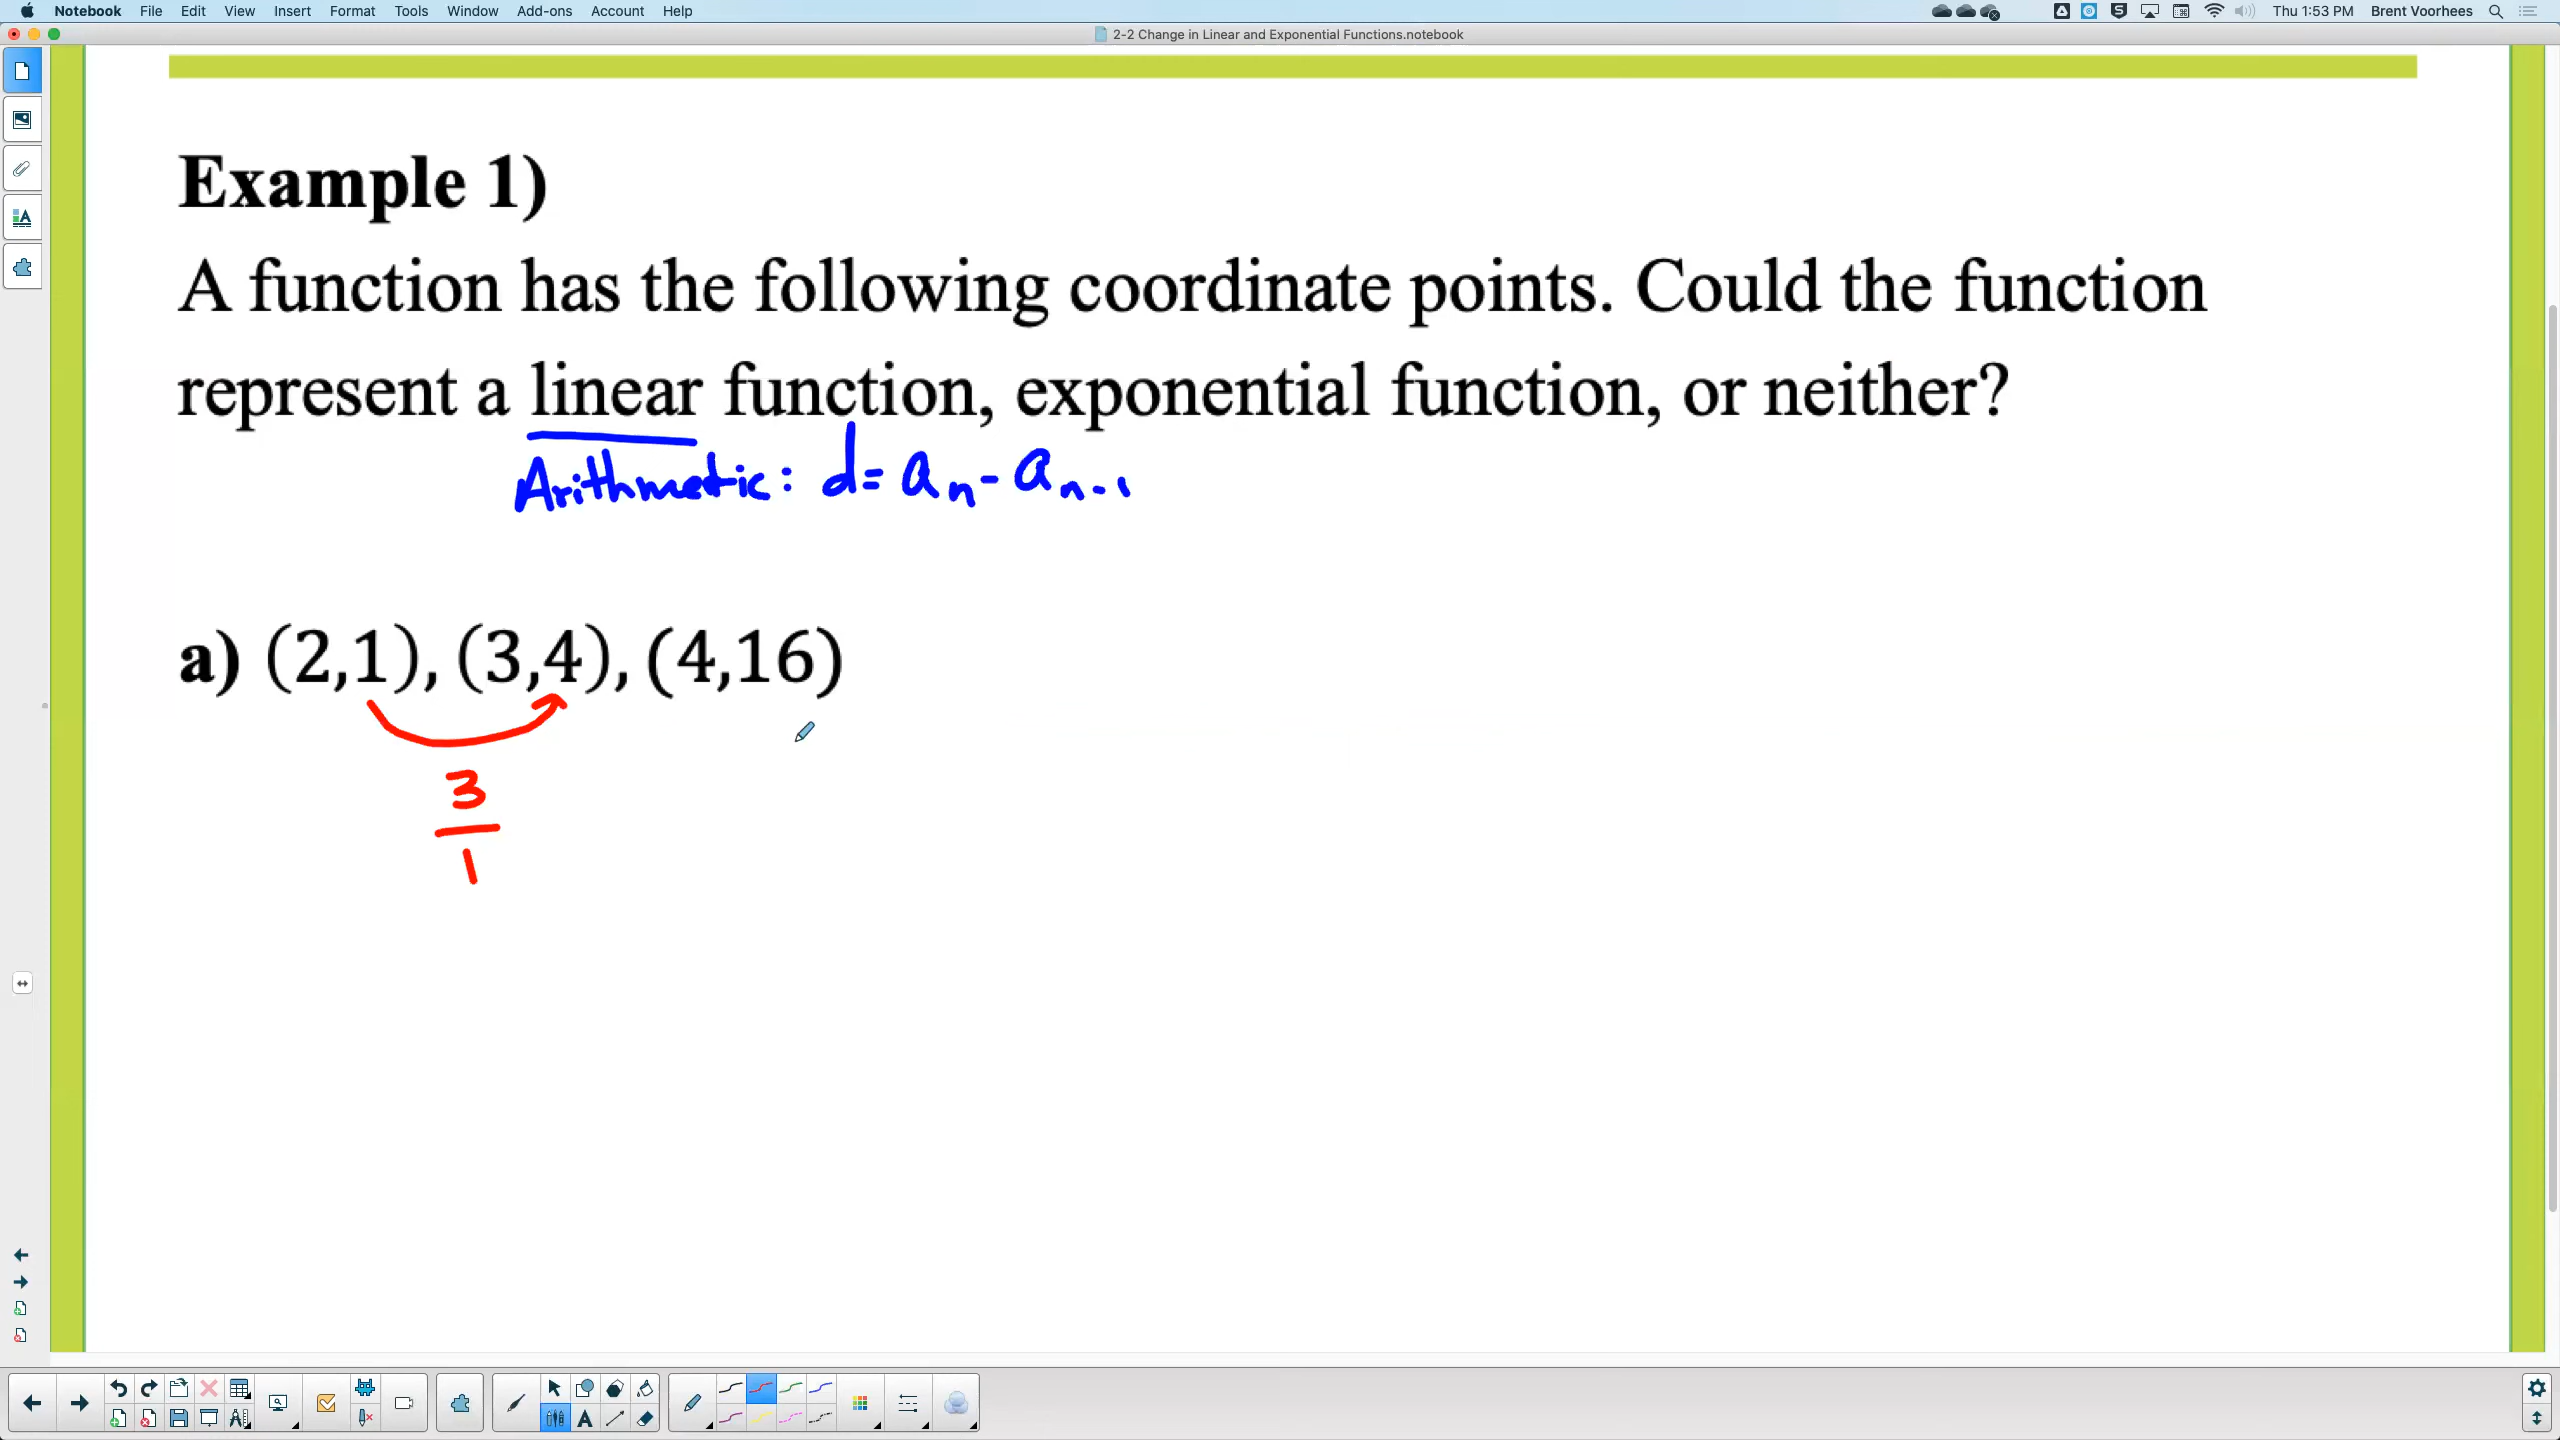 Notebook File Edit View Insert Format Tools Window Add-ons Account Help Thu 1:53 PM Brent Voorhees
2-2 Change in Linear and Exponential Functions.notebook
Example 1)
A function has the following coordinate points. Could the function
represent a linear function, exponential function, or neither?
Arithmetic: d = a_n - a_{n-1}
a) (2,1), (3,4), (4,16)
3
1